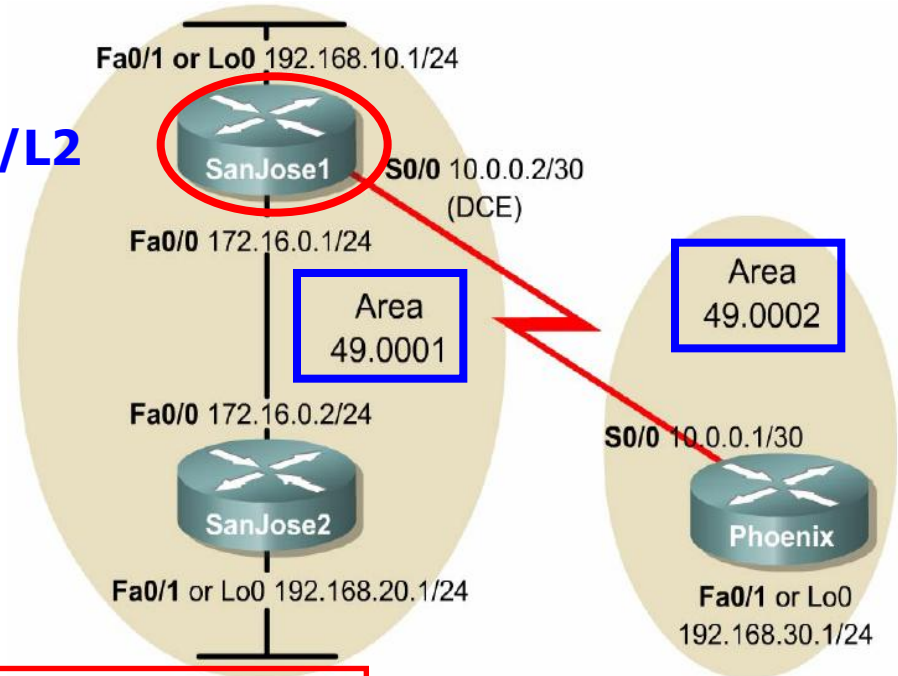 Fa0/1 or Lo0 192.168.10.1/24
/L2
SanJose1
S0/0 10.0.0.2/30
(DCE)
Fa0/0 172.16.0.1/24
Area
49.0001
Area
49.0002
Fa0/0 172.16.0.2/24
S0/0 10.0.0.1/30
SanJose2
Phoenix
Fa0/1 or Lo0 192.168.20.1/24
Fa0/1 or Lo0
192.168.30.1/24